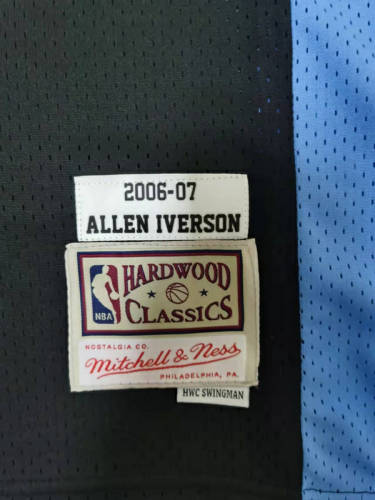 2006-07
ALLEN IVERSON
NBA
HARDWOOD
CLASSICS
NOSTALGIA CO.
Mitchell & Ness
PHILADELPHIA, PA.
HWC SWINGMAN